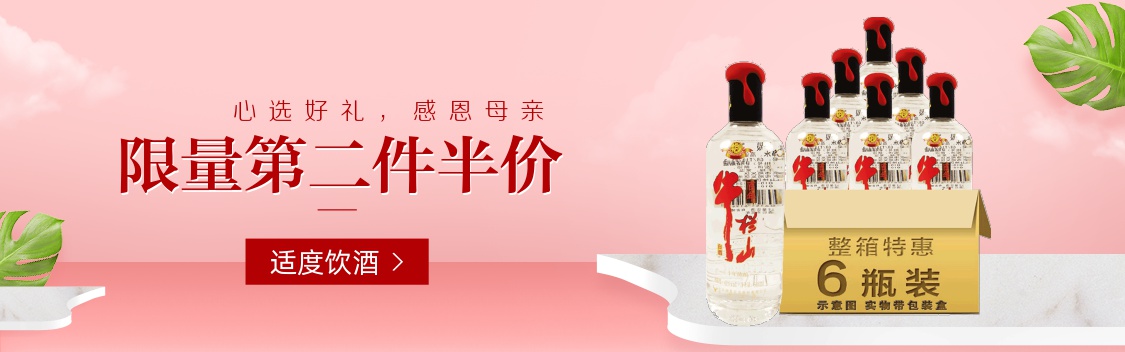 心选好礼，感恩母亲
限量第二件半价
适度饮酒 >
整箱特惠
6瓶装
示意图 实物带包装盒